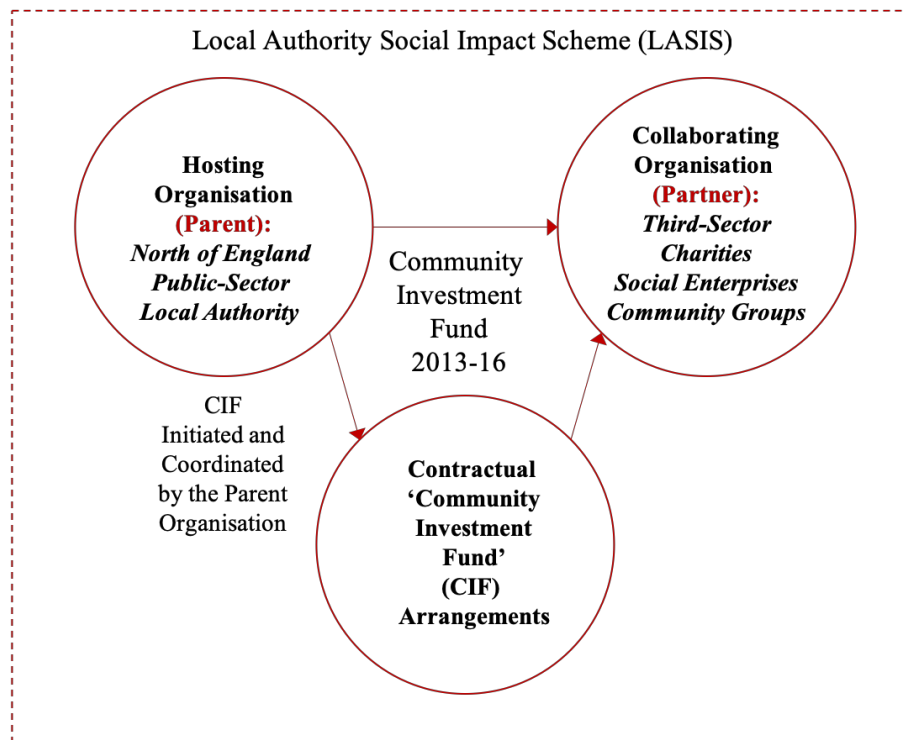 Local Authority Social Impact Scheme (LASIS)
Hosting
Organisation
(Parent):
North of England
Public-Sector
Local Authority
Collaborating
Organisation
(Partner):
Third-Sector
Charities
Social Enterprises
Community Groups
Community
Investment
Fund
2013-16
CIF
Initiated and
Coordinated
by the Parent
Organisation
Contractual
‘Community
Investment
Fund’
(CIF)
Arrangements